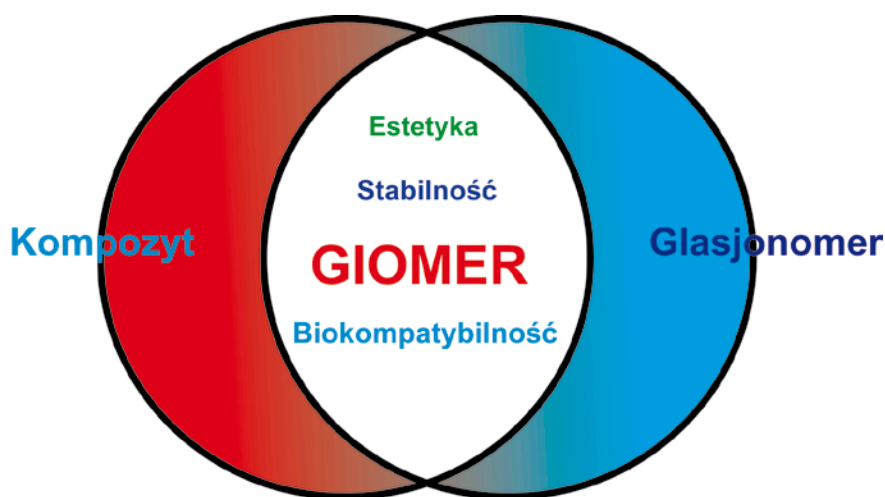 Estetyka
Stabilność
Kompozyt
Glasjonomer
GIOMER
Biokompatybilność